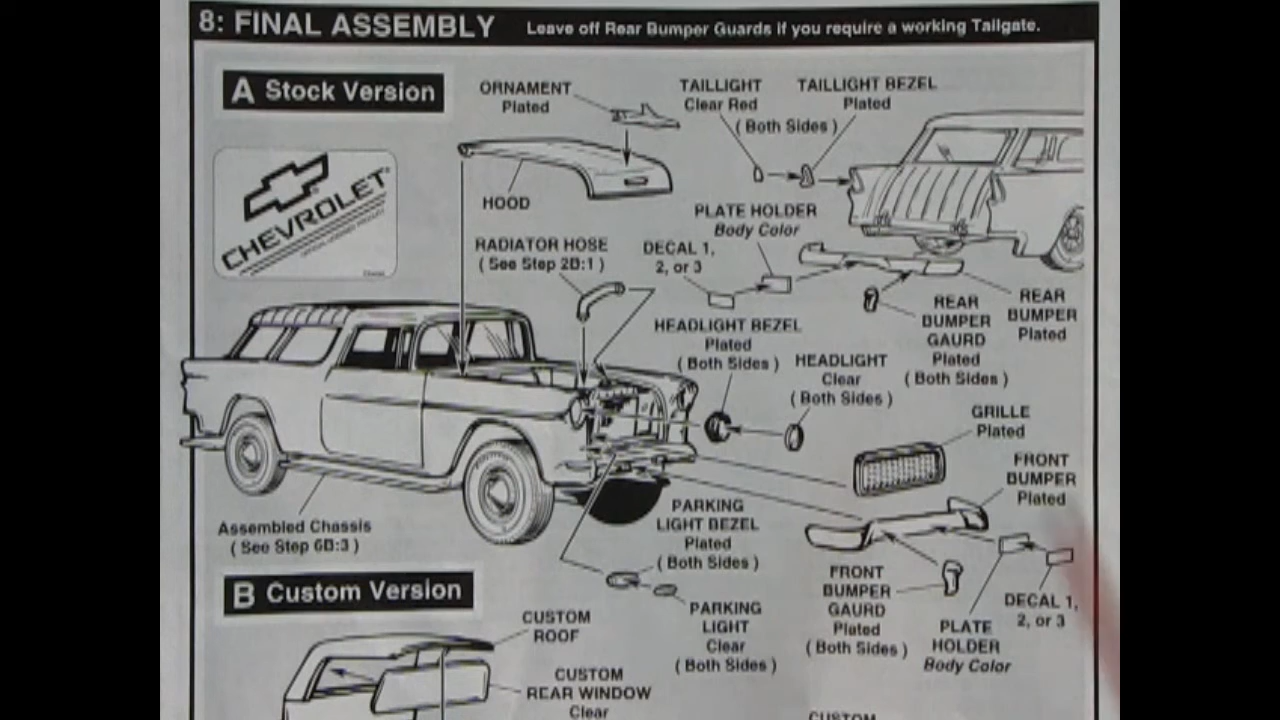 8: FINAL ASSEMBLY Leave off Rear Bumper Guards if you require a working Tailgate.
A Stock Version
ORNAMENT
Plated
TAILLIGHT
Clear Red
TAILLIGHT BEZEL
Plated
( Both Sides )
CHEVROLET
HOOD
PLATE HOLDER
Body Color
RADIATOR HOSE
( See Step 2B:1 )
DECAL 1,
2, or 3
REAR
BUMPER
GAURD
Plated
( Both Sides )
REAR
BUMPER
Plated
HEADLIGHT BEZEL
Plated
( Both Sides )
HEADLIGHT
Clear
( Both Sides )
GRILLE
Plated
FRONT
BUMPER
Plated
Assembled Chassis
( See Step 6B:3 )
PARKING
LIGHT BEZEL
Plated
( Both Sides )
FRONT
BUMPER
GAURD
Plated
( Both Sides )
DECAL 1,
2, or 3
PLATE
HOLDER
Body Color
PARKING
LIGHT
Clear
( Both Sides )
B Custom Version
CUSTOM
ROOF
CUSTOM
REAR WINDOW
Clear
CUSTOM